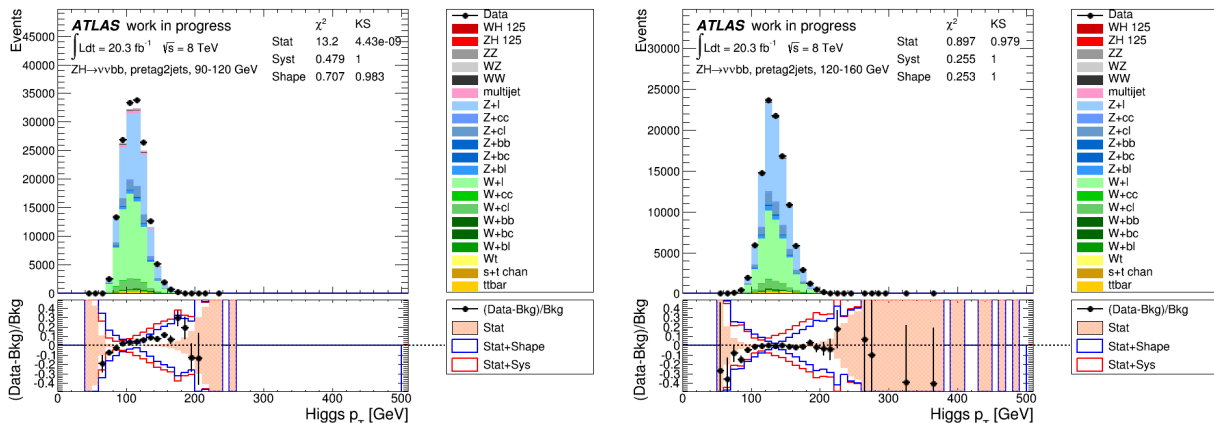 Events
45000
40000
35000
30000
25000
20000
15000
10000
5000
0
ATLAS work in progress
∫Ldt = 20.3 fb⁻¹ √s = 8 TeV
ZH→ννbb, pretag2jets, 90-120 GeV
χ² KS
Stat 13.2 4.43e-09
Syst 0.479 1
Shape 0.707 0.983
Data
WH 125
ZH 125
ZZ
WZ
WW
multijet
Z+l
Z+cc
Z+cl
Z+bb
Z+bc
Z+bl
W+l
W+cc
W+cl
W+bb
W+bc
W+bl
Wt
s+t chan
ttbar
(Data-Bkg)/Bkg
0.4
0.3
0.2
0.1
0
-0.1
-0.2
-0.3
-0.4
0 100 200 300 400 500
Higgs p_T [GeV]
(Data-Bkg)/Bkg
Stat
Stat+Shape
Stat+Sys
Events
30000
25000
20000
15000
10000
5000
0
ATLAS work in progress
∫Ldt = 20.3 fb⁻¹ √s = 8 TeV
ZH→ννbb, pretag2jets, 120-160 GeV
χ² KS
Stat 0.897 0.979
Syst 0.255 1
Shape 0.253 1
Data
WH 125
ZH 125
ZZ
WZ
WW
multijet
Z+l
Z+cc
Z+cl
Z+bb
Z+bc
Z+bl
W+l
W+cc
W+cl
W+bb
W+bc
W+bl
Wt
s+t chan
ttbar
(Data-Bkg)/Bkg
0.4
0.3
0.2
0.1
0
-0.1
-0.2
-0.3
-0.4
0 100 200 300 400 500
Higgs p_T [GeV]
(Data-Bkg)/Bkg
Stat
Stat+Shape
Stat+Sys